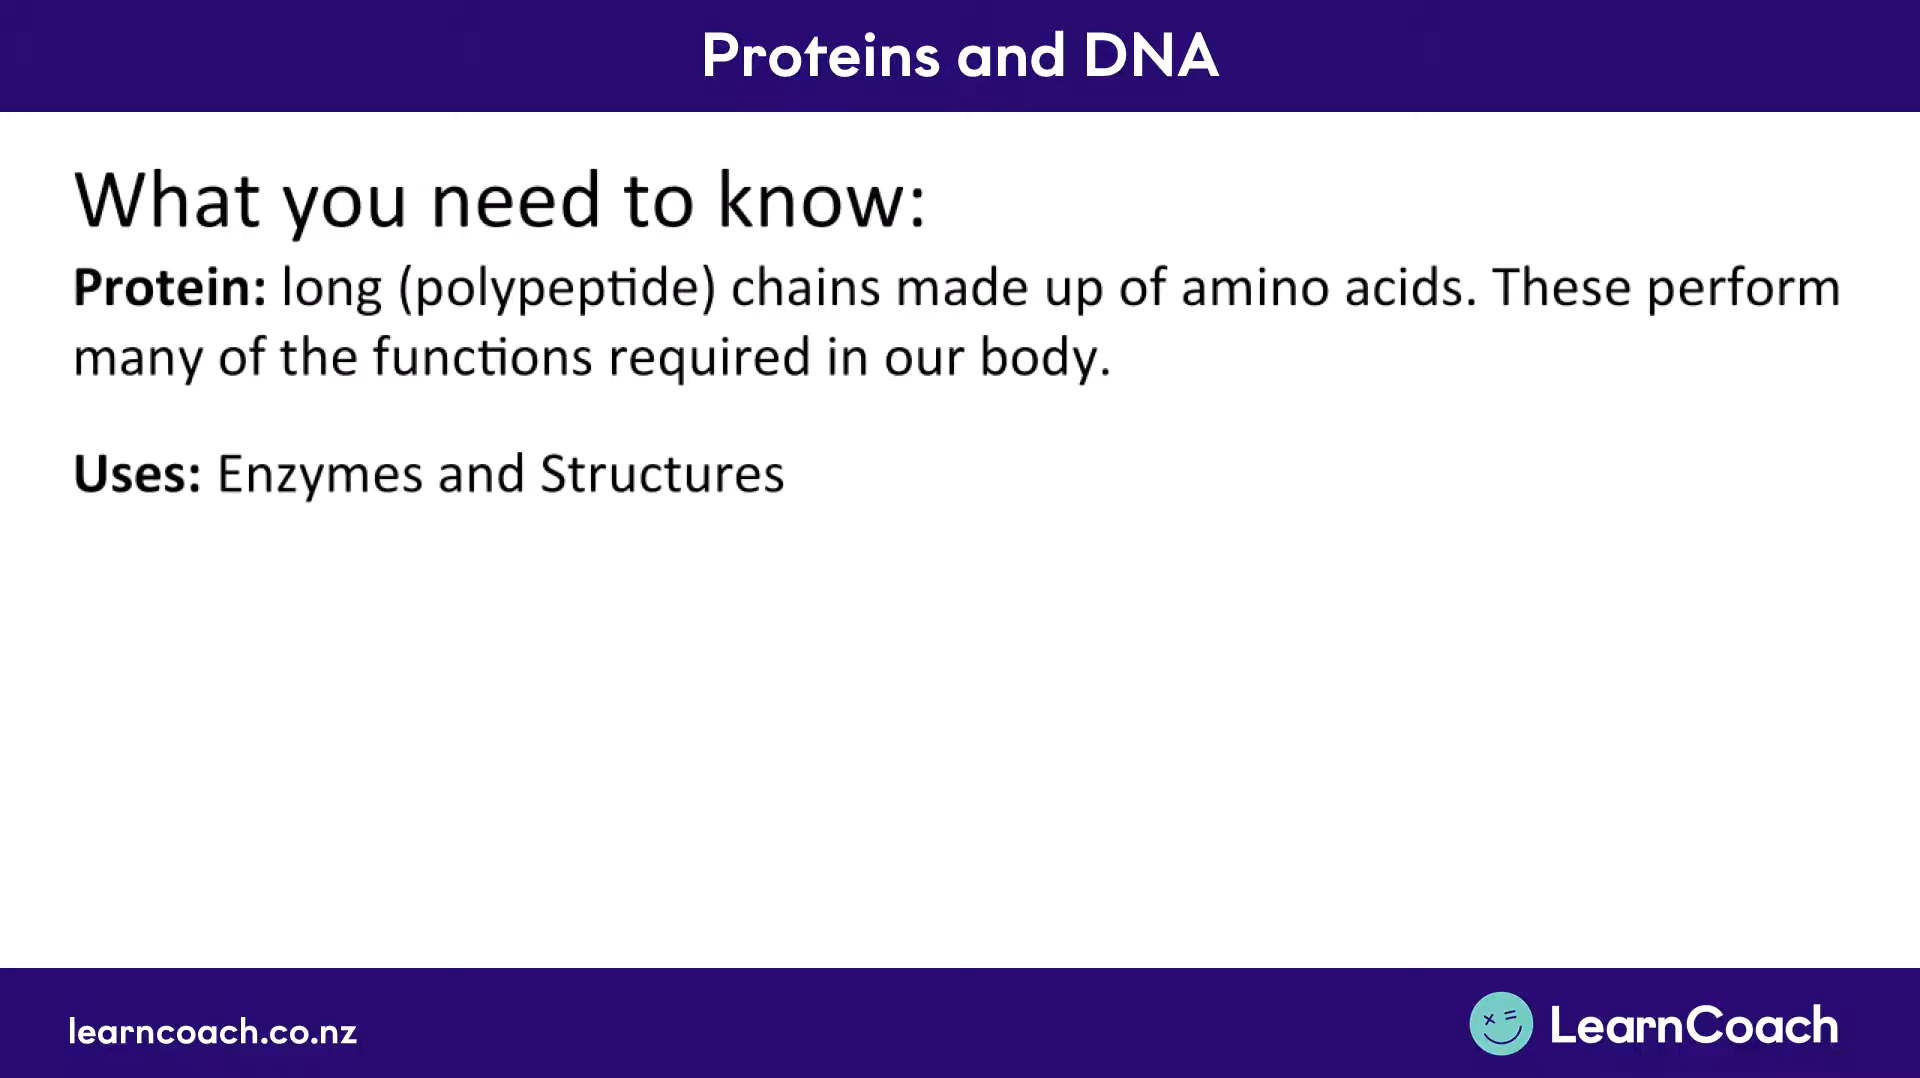 Proteins and DNA
What you need to know:
Protein: long (polypeptide) chains made up of amino acids. These perform
many of the functions required in our body.
Uses: Enzymes and Structures
learncoach.co.nz
LearnCoach